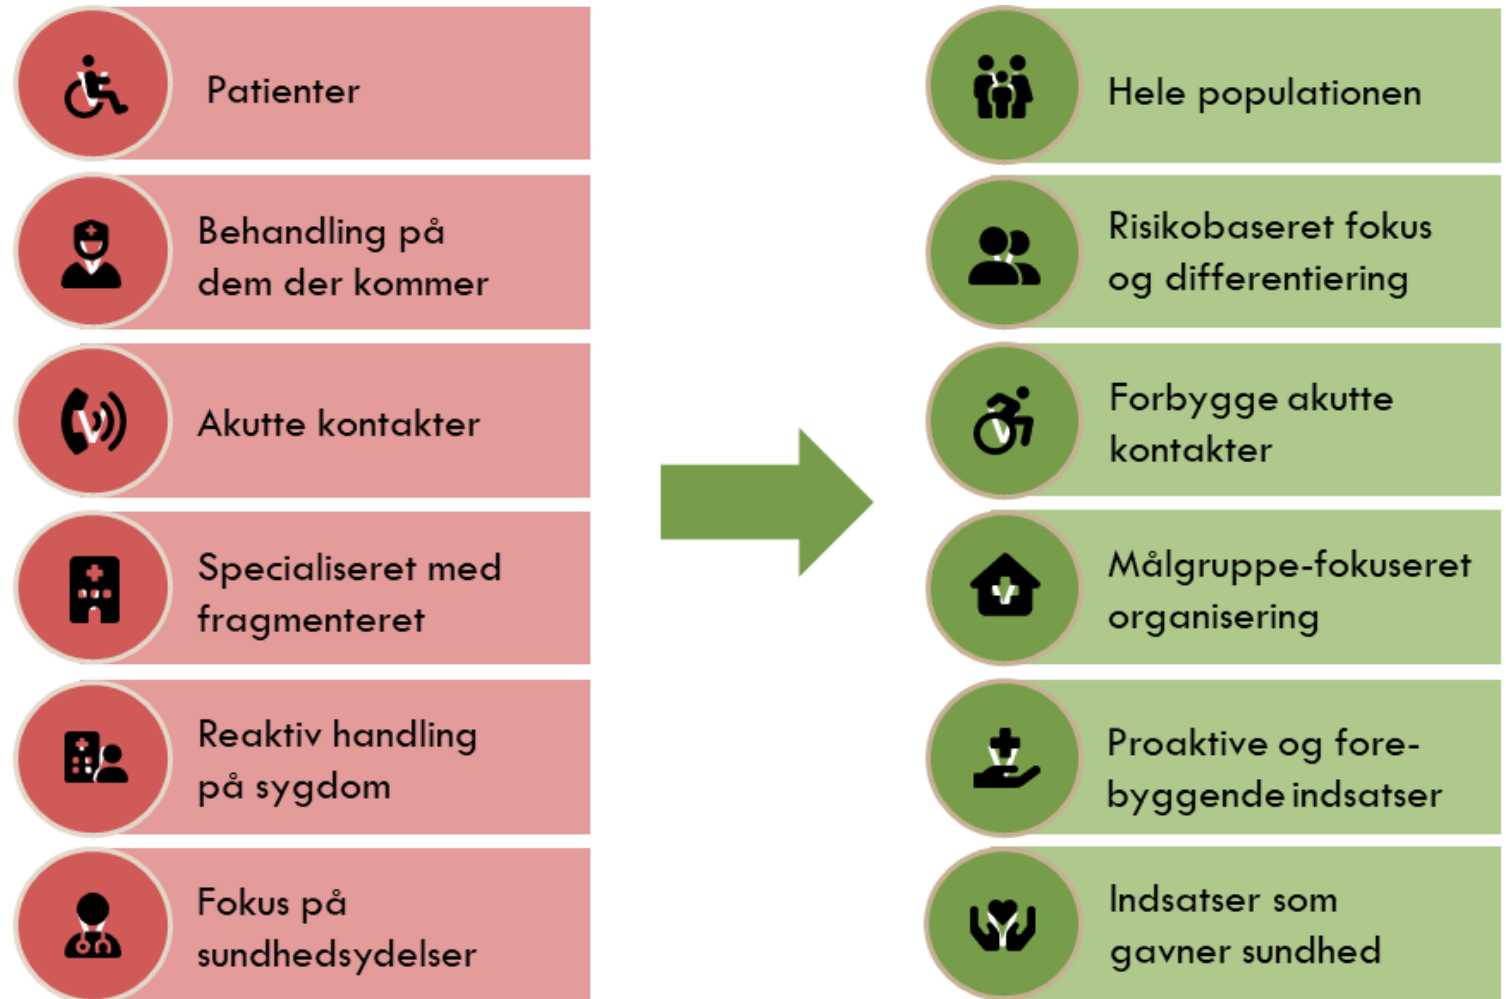 Patienter
Behandling på
dem der kommer
Akutte kontakter
Specialiseret med
fragmenteret
Reaktiv handling
på sygdom
Fokus på
sundhedsydelser
Hele populationen
Risikobaseret fokus
og differentiering
Forbygge akutte
kontakter
Målgruppe-fokuseret
organisering
Proaktive og fore-
byggende indsatser
Indsatser som
gavner sundhed